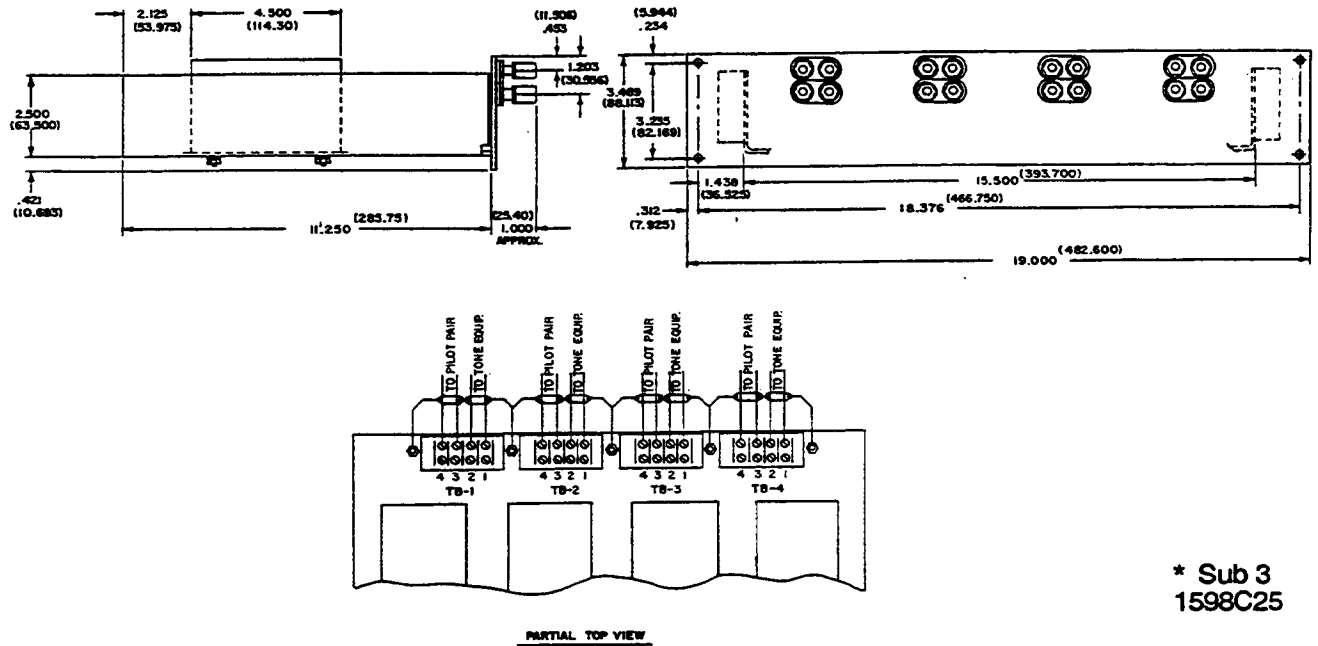 2.125
(53.975)
4.500
(114.30)
2.500
(63.500)
.421
(10.683)
11.250
(285.75)
(25.40)
1.000
APPROX.
(11.506)
.453
1.203
(30.556)
(5.944)
.234
3.469
(88.113)
3.235
(82.169)
1.438
(36.525)
15.500
(393.700)
.312
(7.925)
18.376
(466.750)
19.000
(482.600)
TO PILOT PAIR
TO TONE EQUIP.
TO PILOT PAIR
TO TONE EQUIP.
TO PILOT PAIR
TO TONE EQUIP.
TO PILOT PAIR
TO TONE EQUIP.
4 3 2 1
4 3 2 1
4 3 2 1
4 3 2 1
TB-1
TB-2
TB-3
TB-4
PARTIAL TOP VIEW
* Sub 3
1598C25